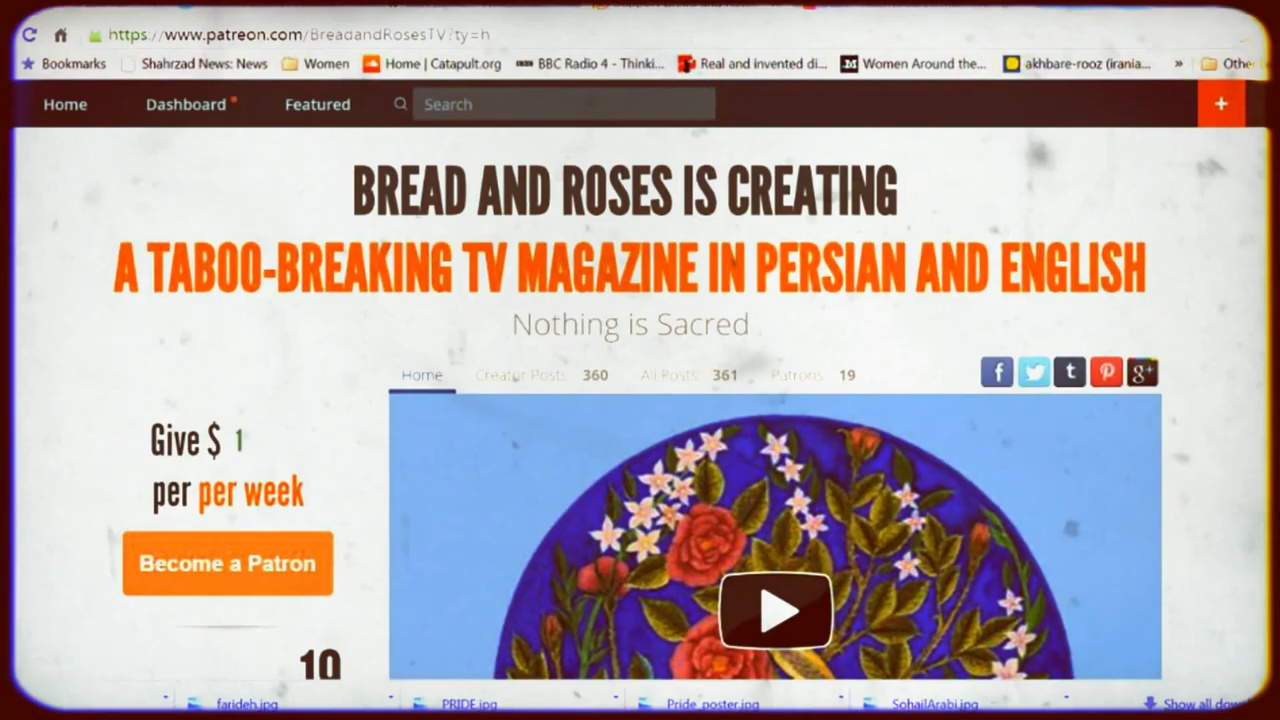 https://www.patreon.com/BreadandRosesTV?ty=h
Bookmarks Shahrzad News: News Women Home | Catapult.org BBC Radio 4 - Thinki... Real and invented di... .M Women Around the... akhbare-rooz (irania... » Othe
Home Dashboard Featured Search +
BREAD AND ROSES IS CREATING
A TABOO-BREAKING TV MAGAZINE IN PERSIAN AND ENGLISH
Nothing is Sacred
Home Creator Posts 360 All Posts 361 Patrons 19 f t p g+
Give $ 1
per per week
Become a Patron
10
farideh.jpg PRIDE.jpg Pride_poster.jpg SohailArabi.jpg Show all dow